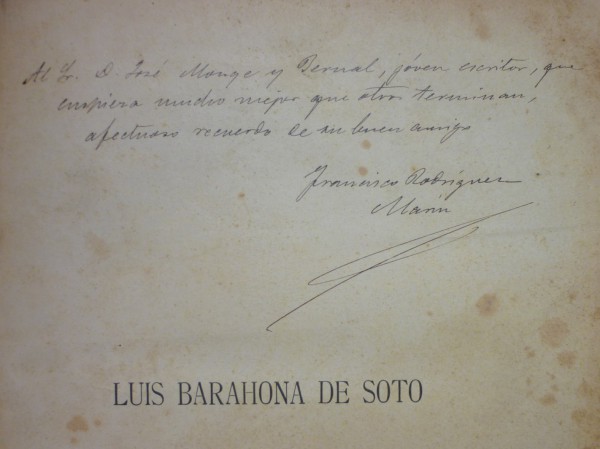 Al Sr. D. José Monge y Bernal, jóven escritor, que
empieza mucho mejor que otros terminan,
afectuoso recuerdo de su buen amigo
Francisco Rodríguez
Marín
LUIS BARAHONA DE SOTO